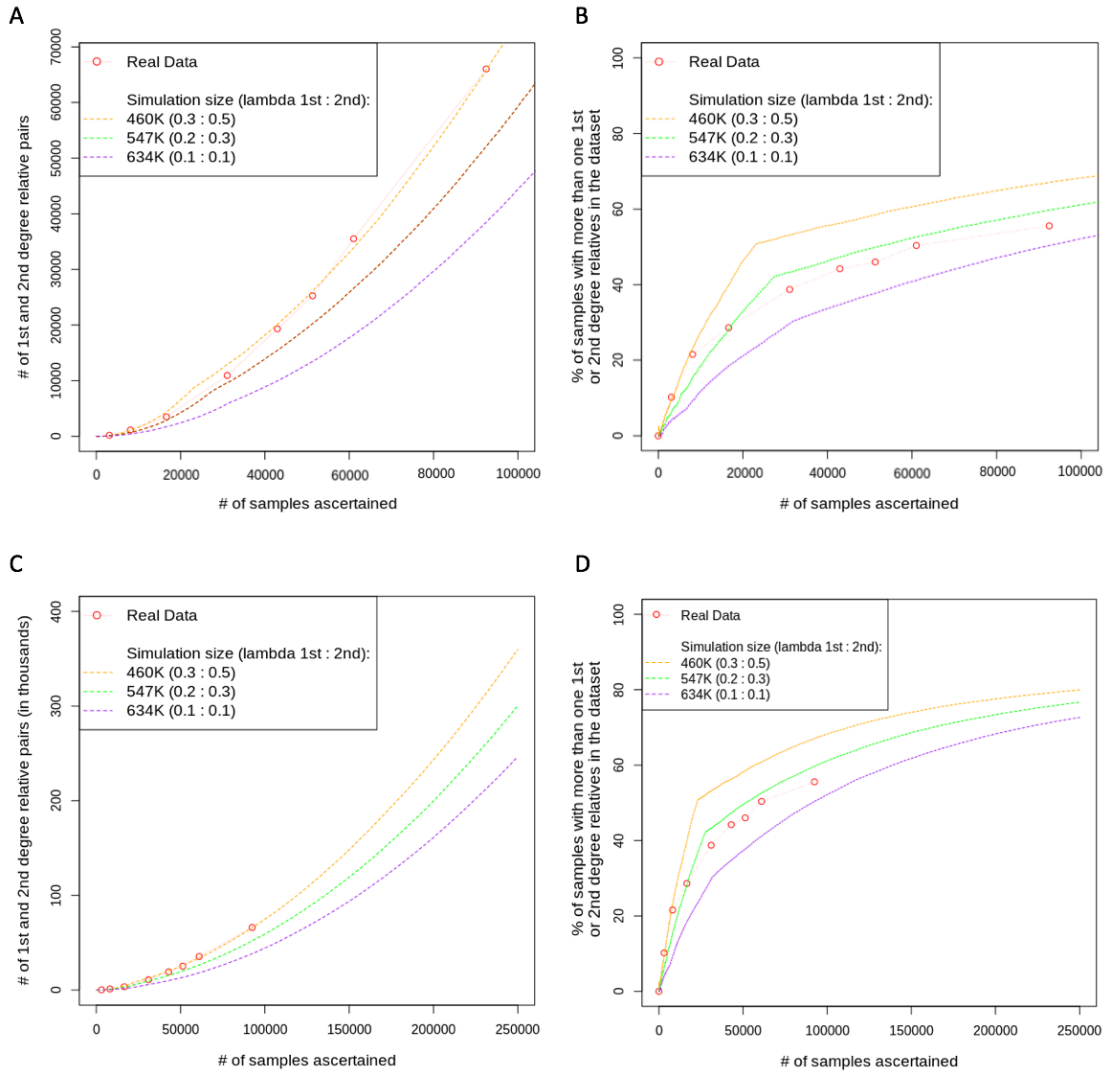 A
# of 1st and 2nd degree relative pairs
0
10000
20000
30000
40000
50000
60000
70000
Real Data
Simulation size (lambda 1st : 2nd):
460K (0.3 : 0.5)
547K (0.2 : 0.3)
634K (0.1 : 0.1)
0
20000
40000
60000
80000
100000
# of samples ascertained
B
% of samples with more than one 1st
or 2nd degree relatives in the dataset
0
20
40
60
80
100
Real Data
Simulation size (lambda 1st : 2nd):
460K (0.3 : 0.5)
547K (0.2 : 0.3)
634K (0.1 : 0.1)
0
20000
40000
60000
80000
100000
# of samples ascertained
C
# of 1st and 2nd degree relative pairs (in thousands)
0
100
200
300
400
Real Data
Simulation size (lambda 1st : 2nd):
460K (0.3 : 0.5)
547K (0.2 : 0.3)
634K (0.1 : 0.1)
0
50000
100000
150000
200000
250000
# of samples ascertained
D
% of samples with more than one 1st
or 2nd degree relatives in the dataset
0
20
40
60
80
100
Real Data
Simulation size (lambda 1st : 2nd):
460K (0.3 : 0.5)
547K (0.2 : 0.3)
634K (0.1 : 0.1)
0
50000
100000
150000
200000
250000
# of samples ascertained